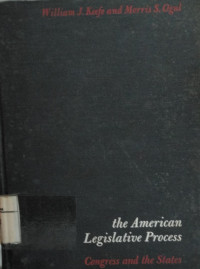 William J. Keefe and Morris S. Ogul
the American
Legislative Process
Congress and the States